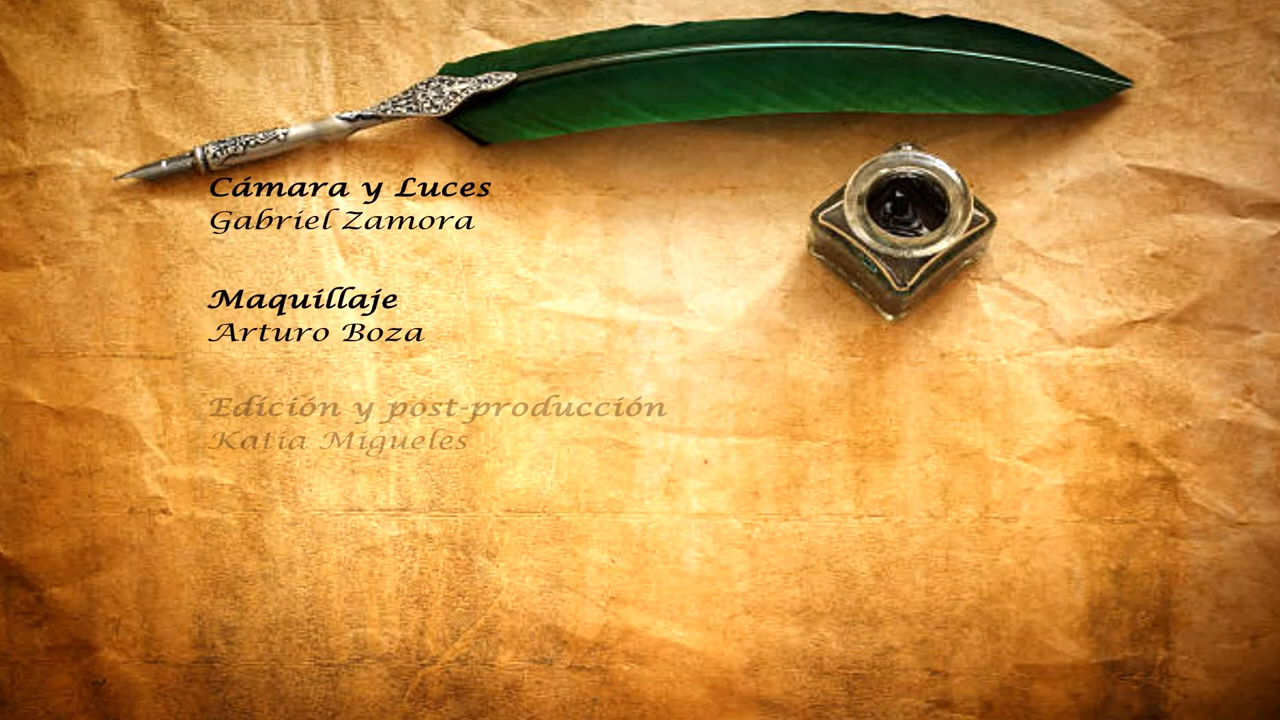 Cámara y Luces
Gabriel Zamora
Maquillaje
Arturo Boza
Edición y post-producción
Katia Migueles